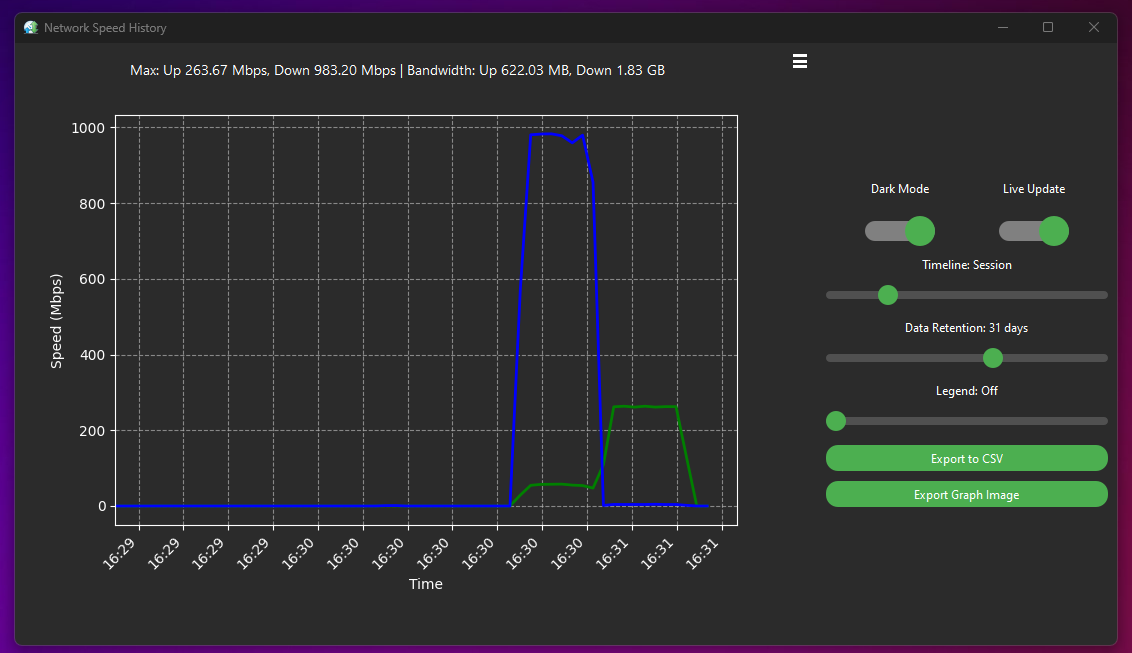 Network Speed History
Max: Up 263.67 Mbps, Down 983.20 Mbps | Bandwidth: Up 622.03 MB, Down 1.83 GB
1000
800
600
400
200
0
Speed (Mbps)
16:29
16:29
16:29
16:29
16:30
16:30
16:30
16:30
16:30
16:30
16:30
16:31
16:31
16:31
Time
Dark Mode
Live Update
Timeline: Session
Data Retention: 31 days
Legend: Off
Export to CSV
Export Graph Image